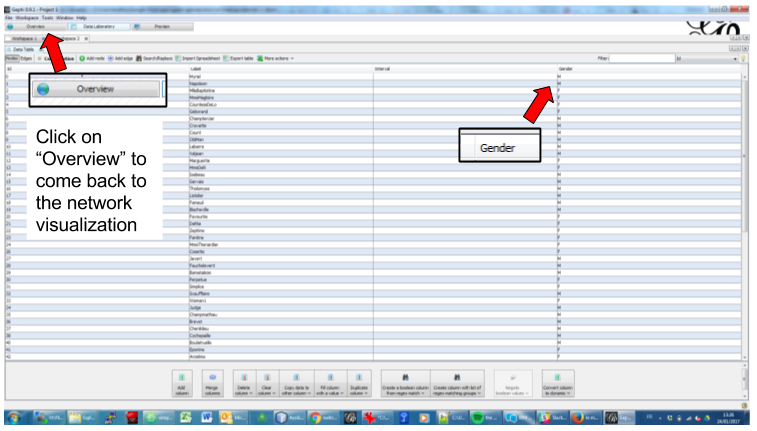 Gephi 0.9.1 - Project 1
File Workspace Tools Window Help
Overview Data Laboratory Preview
Workspace 1 Workspace 2
Data Table
Nodes Edges Configuration Add node Add edge Search/Replace Import Spreadsheet Export table More actions Filter: Id
Id Label Interval Gender
0 Myriel M
1 Napoleon M
2 MlleBaptistine F
3 MmeMagloire F
4 CountessDeLo F
5 Geborand M
6 Champtercier M
7 Cravatte M
8 Count M
9 OldMan M
10 Labarre M
11 Valjean M
12 Marguerite F
13 MmeDeR F
14 Isabeau M
15 Gervais M
16 Tholomyes M
17 Listolier M
18 Fameuil M
19 Blacheville M
20 Favourite F
21 Dahlia F
22 Zephine F
23 Fantine F
24 MmeThenardier F
26 Cosette F
27 Javert M
28 Fauchelevent M
29 Bamatabois M
30 Perpetue F
31 Simplice F
32 Scaufflaire M
33 Woman1 F
34 Judge M
35 Champmathieu M
36 Brevet M
37 Chenildieu M
38 Cochepaille M
40 Boulatruelle M
41 Eponine F
42 Anzelma F
Overview
Click on
“Overview” to
come back to
the network
visualization
Gender
Add column
Merge columns
Delete column
Clear column
Copy data to other column
Fill column with a value
Duplicate column
Create a boolean column from regex match
Create column with list of regex matching groups
Negate boolean values
Convert column to dynamic
FR 13:26
24/01/2017